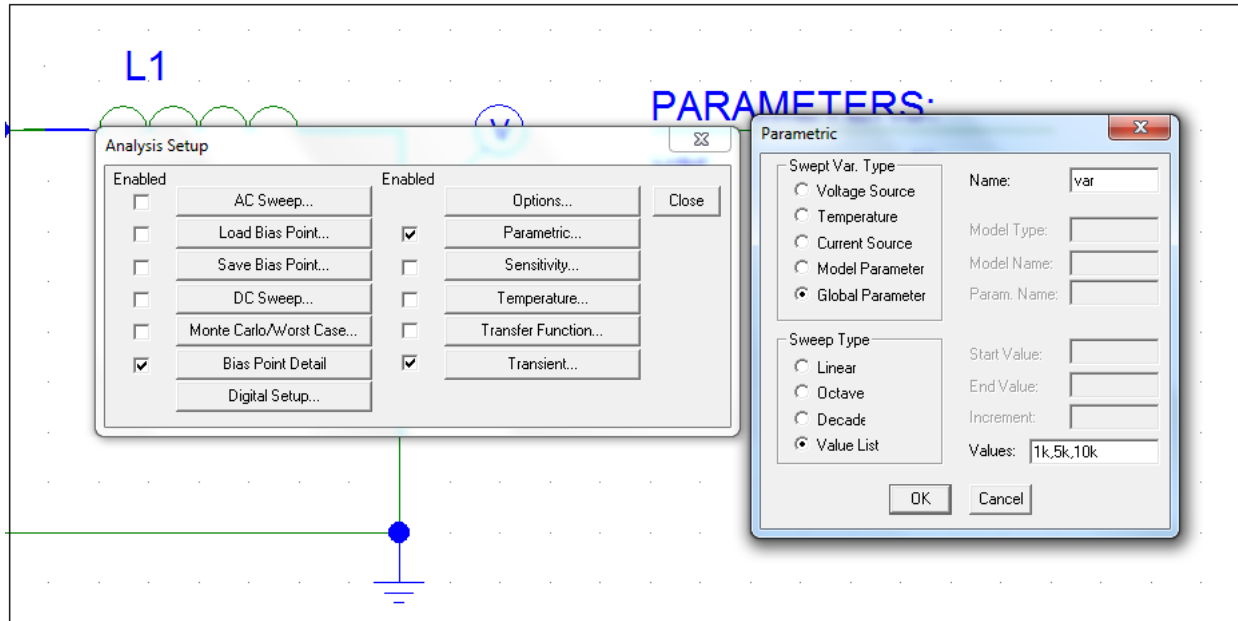 L1
PARAMETERS:
V
Analysis Setup
Enabled
Enabled
AC Sweep...
Options...
Close
Load Bias Point...
Parametric...
Save Bias Point...
Sensitivity...
DC Sweep...
Temperature...
Monte Carlo/Worst Case...
Transfer Function...
Bias Point Detail
Transient...
Digital Setup...
Parametric
Swept Var. Type
Voltage Source
Temperature
Current Source
Model Parameter
Global Parameter
Name: var
Model Type:
Model Name:
Param. Name:
Sweep Type
Linear
Octave
Decade
Value List
Start Value:
End Value:
Increment:
Values: 1k,5k,10k
OK
Cancel